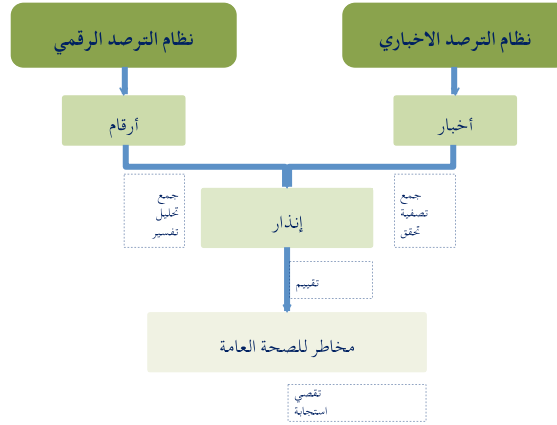 نظام الترصد الاخباري
نظام الترصد الرقمي
أخبار
أرقام
جمع
تصفية
تحقق
جمع
تحليل
تفسير
إنذار
تقييم
مخاطر للصحة العامة
تقصي
استجابة